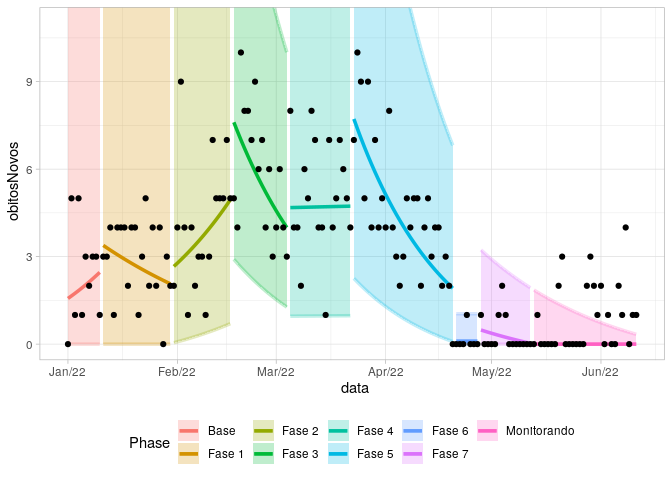 obitosNovos
9
6
3
0
Jan/22 Feb/22 Mar/22 Apr/22 May/22 Jun/22
data
Phase
Base Fase 2 Fase 4 Fase 6 Monitorando
Fase 1 Fase 3 Fase 5 Fase 7